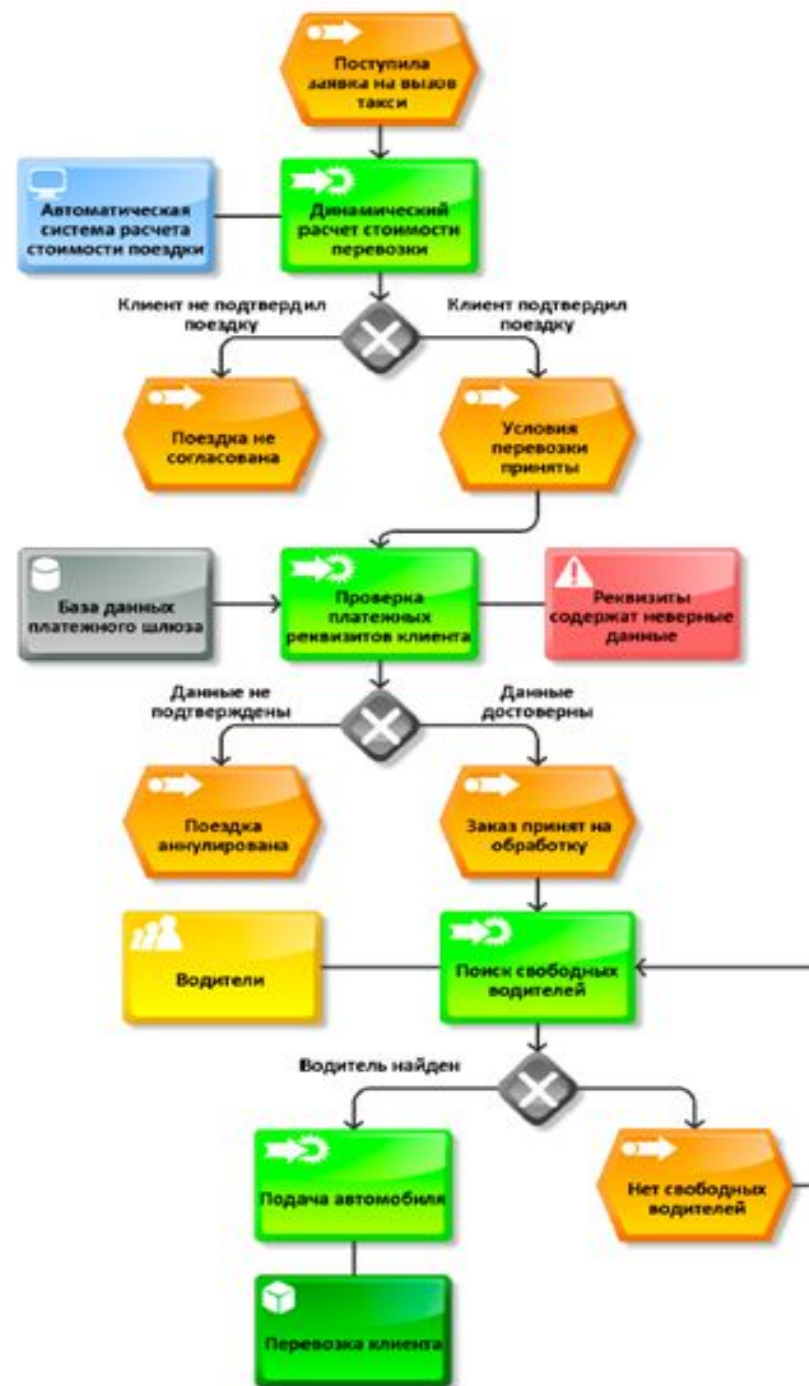 Поступила
заявка на вызов
такси
Автоматическая
система расчета
стоимости поездки
Динамический
расчет стоимости
перевозки
Клиент не подтвердил
поездку
Клиент подтвердил
поездку
Поездка не
согласована
Условия
перевозки
приняты
База данных
платежного шлюза
Проверка
платежных
реквизитов клиента
Реквизиты
содержат неверные
данные
Данные не
подтверждены
Данные
достоверны
Поездка
аннулирована
Заказ принят на
обработку
Водители
Поиск свободных
водителей
Водитель найден
Подача автомобиля
Нет свободных
водителей
Перевозка клиента